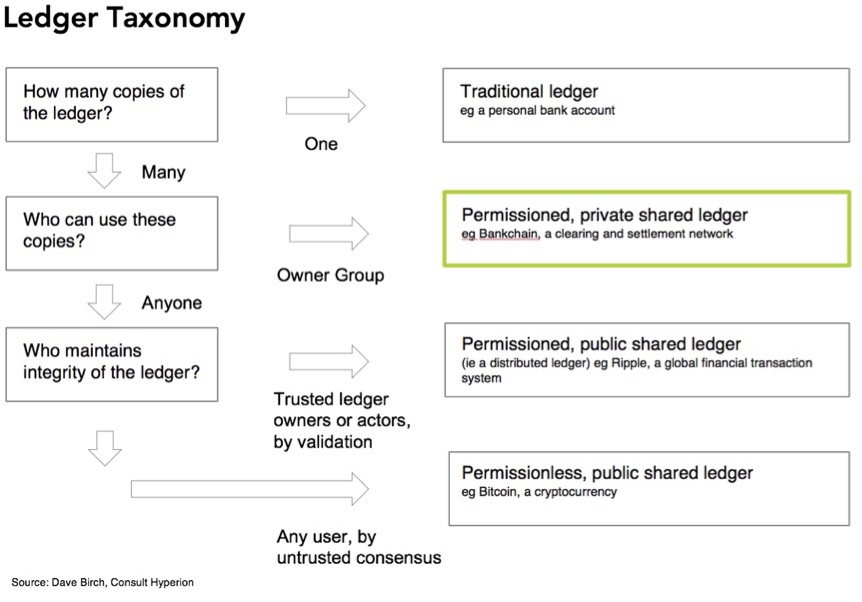 Ledger Taxonomy
How many copies of
the ledger?
One
Traditional ledger
eg a personal bank account
Many
Who can use these
copies?
Owner Group
Permissioned, private shared ledger
eg Bankchain, a clearing and settlement network
Anyone
Who maintains
integrity of the ledger?
Trusted ledger
owners or actors,
by validation
Permissioned, public shared ledger
(ie a distributed ledger) eg Ripple, a global financial transaction
system
Any user, by
untrusted consensus
Permissionless, public shared ledger
eg Bitcoin, a cryptocurrency
Source: Dave Birch, Consult Hyperion